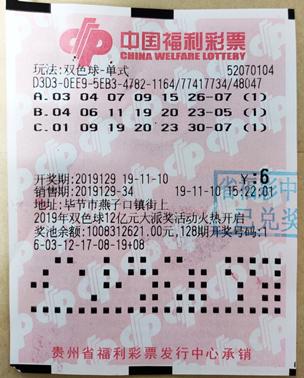 中国福利彩票
CHINA WELFARE LOTTERY
玩法:双色球-单式 52070104
D3D3-0EE9-5EB3-4782-1164/77417734/48047
A.03 04 07 09 15 26-07 (1)
B.04 06 11 19 20 23-05 (1)
C.01 09 19 20 23 30-07 (1)
开奖期:2019129 19-11-10 ¥:6
销售期:2019129-34 19-11-10 15:22:01
地址:毕节市燕子口镇街上
2019年双色球12亿元大派奖活动火热开启
奖池余额:1008312621.00元,128期开奖号码:1
6-03-12-17-08-19+08
已兑奖
贵州省福利彩票发行中心承销